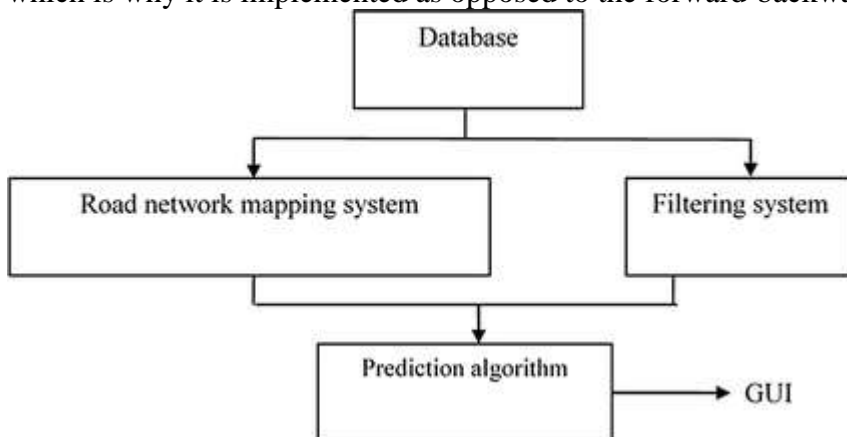 which is why it is implemented as opposed to the forward-backwa
Database
Road network mapping system
Filtering system
Prediction algorithm
GUI